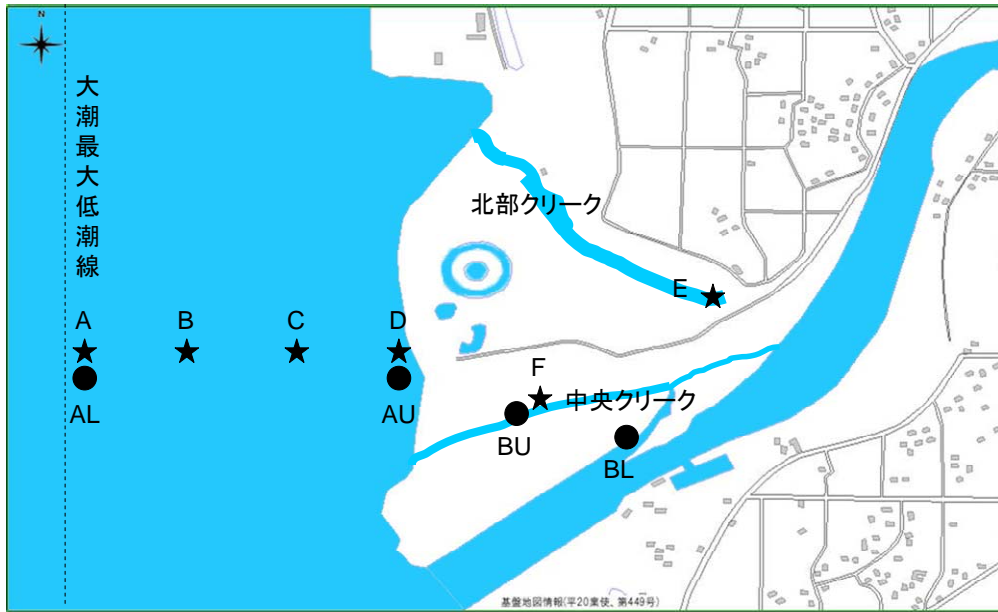 N
大潮最大低潮線
北部クリーク
E
A
B
C
D
AL
AU
F
中央クリーク
BU
BL
基盤地図情報(平20業使、第449号)